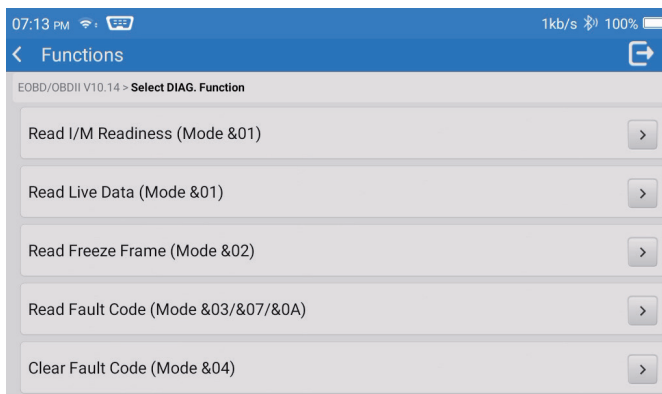 07:13 PM
1kb/s 100%
Functions
EOBD/OBDII V10.14 > Select DIAG. Function
Read I/M Readiness (Mode &01)
Read Live Data (Mode &01)
Read Freeze Frame (Mode &02)
Read Fault Code (Mode &03/&07/&0A)
Clear Fault Code (Mode &04)